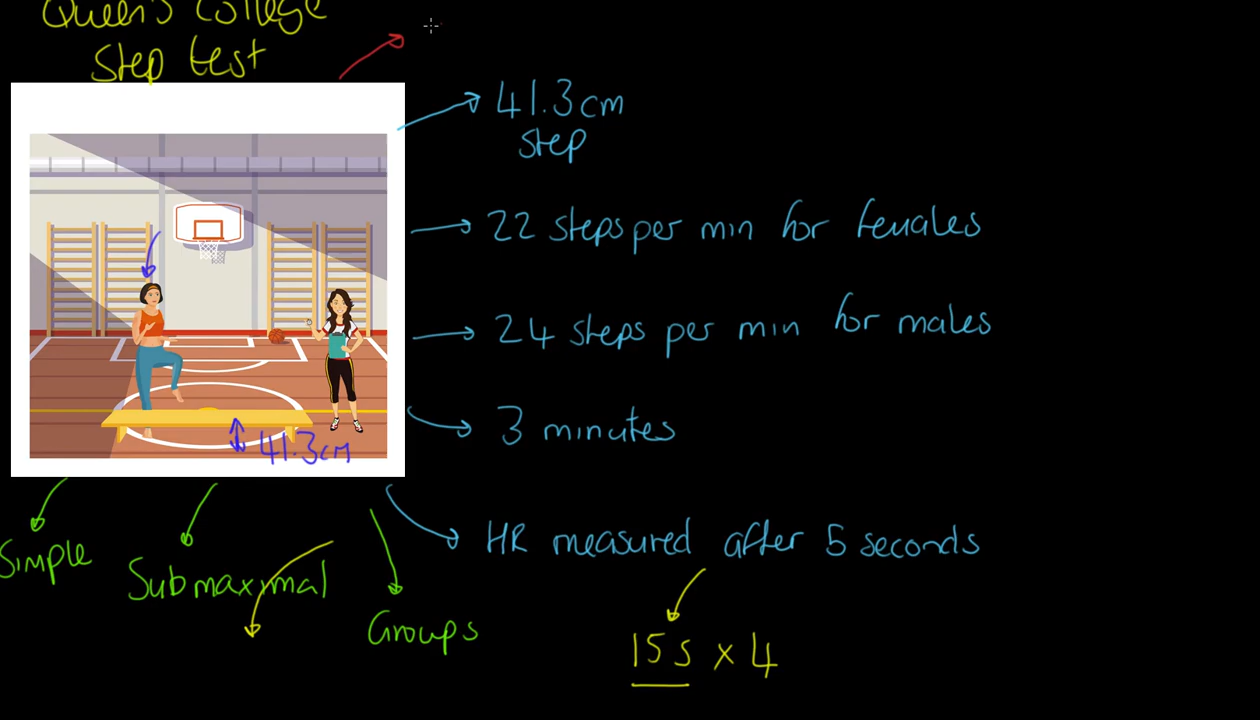 Queen's College
Step test
41.3cm
step
22 steps per min for females
24 steps per min for males
3 minutes
41.3cm
HR measured after 5 seconds
Simple
Submaximal
Groups
15s x 4